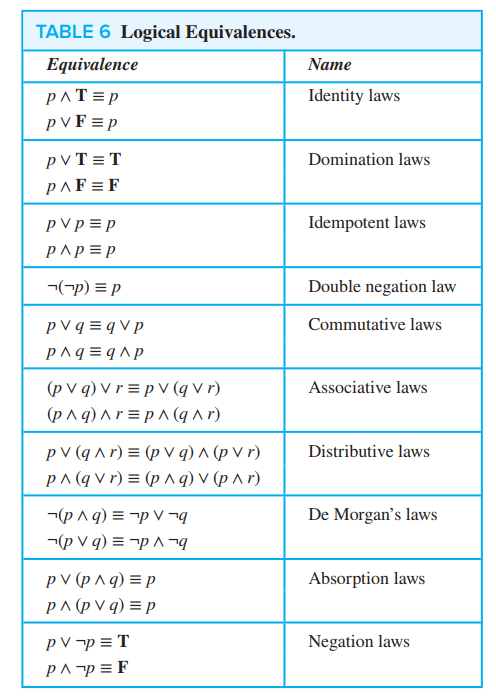 TABLE 6 Logical Equivalences.
Equivalence Name
p ∧ T ≡ p Identity laws
p ∨ F ≡ p
p ∨ T ≡ T Domination laws
p ∧ F ≡ F
p ∨ p ≡ p Idempotent laws
p ∧ p ≡ p
¬(¬p) ≡ p Double negation law
p ∨ q ≡ q ∨ p Commutative laws
p ∧ q ≡ q ∧ p
(p ∨ q) ∨ r ≡ p ∨ (q ∨ r) Associative laws
(p ∧ q) ∧ r ≡ p ∧ (q ∧ r)
p ∨ (q ∧ r) ≡ (p ∨ q) ∧ (p ∨ r) Distributive laws
p ∧ (q ∨ r) ≡ (p ∧ q) ∨ (p ∧ r)
¬(p ∧ q) ≡ ¬p ∨ ¬q De Morgan's laws
¬(p ∨ q) ≡ ¬p ∧ ¬q
p ∨ (p ∧ q) ≡ p Absorption laws
p ∧ (p ∨ q) ≡ p
p ∨ ¬p ≡ T Negation laws
p ∧ ¬p ≡ F